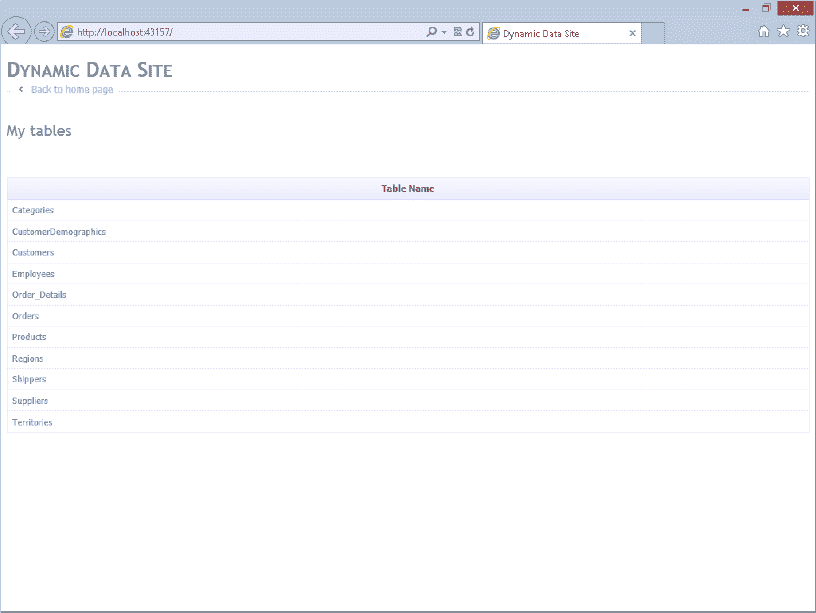 http://localhost:43157/
Dynamic Data Site
DYNAMIC DATA SITE
Back to home page
My tables
Table Name
Categories
CustomerDemographics
Customers
Employees
Order_Details
Orders
Products
Regions
Shippers
Suppliers
Territories